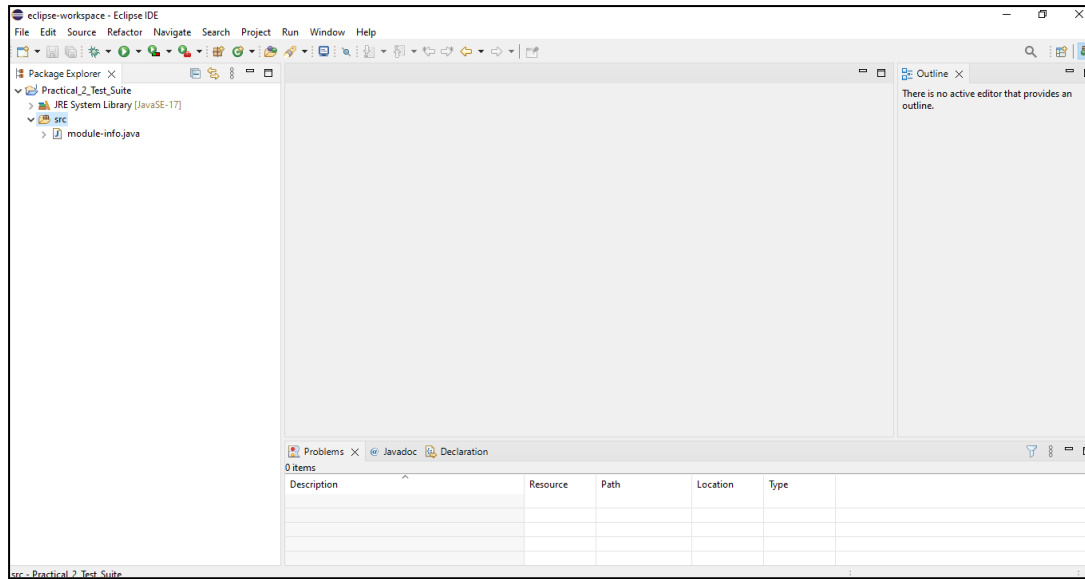 eclipse-workspace - Eclipse IDE
File Edit Source Refactor Navigate Search Project Run Window Help
Package Explorer
Practical_2_Test_Suite
JRE System Library [JavaSE-17]
src
module-info.java
Outline
There is no active editor that provides an
outline.
Problems @ Javadoc Declaration
0 items
Description Resource Path Location Type
src - Practical_2_Test_Suite